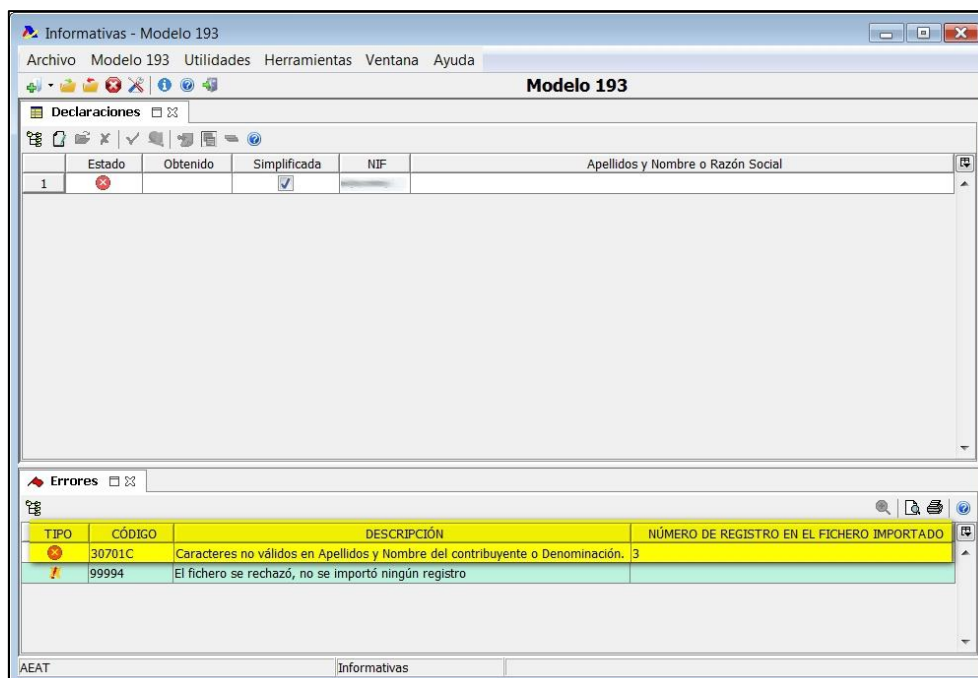 Informativas - Modelo 193
Archivo Modelo 193 Utilidades Herramientas Ventana Ayuda
Modelo 193
Declaraciones
Estado Obtenido Simplificada NIF Apellidos y Nombre o Razón Social
1
Errores
TIPO CÓDIGO DESCRIPCIÓN NÚMERO DE REGISTRO EN EL FICHERO IMPORTADO
30701C Caracteres no válidos en Apellidos y Nombre del contribuyente o Denominación. 3
99994 El fichero se rechazó, no se importó ningún registro
AEAT Informativas